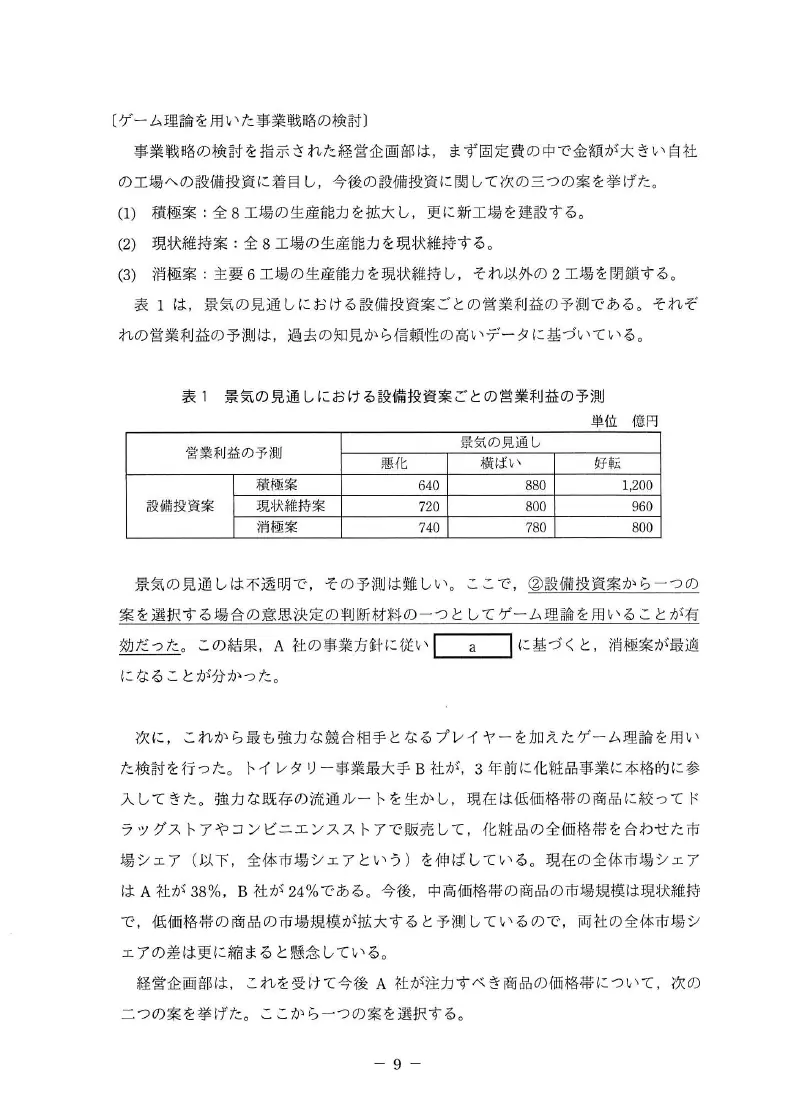 〔ゲーム理論を用いた事業戦略の検討〕
事業戦略の検討を指示された経営企画部は，まず固定費の中で金額が大きい自社
の工場への設備投資に着目し，今後の設備投資に関して次の三つの案を挙げた。
(1) 積極案：全 8 工場の生産能力を拡大し，更に新工場を建設する。
(2) 現状維持案：全 8 工場の生産能力を現状維持する。
(3) 消極案：主要 6 工場の生産能力を現状維持し，それ以外の 2 工場を閉鎖する。
表 1 は，景気の見通しにおける設備投資案ごとの営業利益の予測である。それぞ
れの営業利益の予測は，過去の知見から信頼性の高いデータに基づいている。
表 1 景気の見通しにおける設備投資案ごとの営業利益の予測
単位 億円
営業利益の予測 景気の見通し
悪化 横ばい 好転
設備投資案 積極案 640 880 1,200
現状維持案 720 800 960
消極案 740 780 800
景気の見通しは不透明で，その予測は難しい。ここで，②設備投資案から一つの
案を選択する場合の意思決定の判断材料の一つとしてゲーム理論を用いることが有
効だった。この結果，A 社の事業方針に従い a に基づくと，消極案が最適
になることが分かった。
次に，これから最も強力な競合相手となるプレイヤーを加えたゲーム理論を用い
た検討を行った。トイレタリー事業最大手 B 社が，3 年前に化粧品事業に本格的に参
入してきた。強力な既存の流通ルートを生かし，現在は低価格帯の商品に絞ってド
ラッグストアやコンビニエンスストアで販売して，化粧品の全価格帯を合わせた市
場シェア（以下，全体市場シェアという）を伸ばしている。現在の全体市場シェア
は A 社が 38％，B 社が 24％である。今後，中高価格帯の商品の市場規模は現状維持
で，低価格帯の商品の市場規模が拡大すると予測しているので，両社の全体市場シ
ェアの差は更に縮まると懸念している。
経営企画部は，これを受けて今後 A 社が注力すべき商品の価格帯について，次の
二つの案を挙げた。ここから一つの案を選択する。
－ 9 －